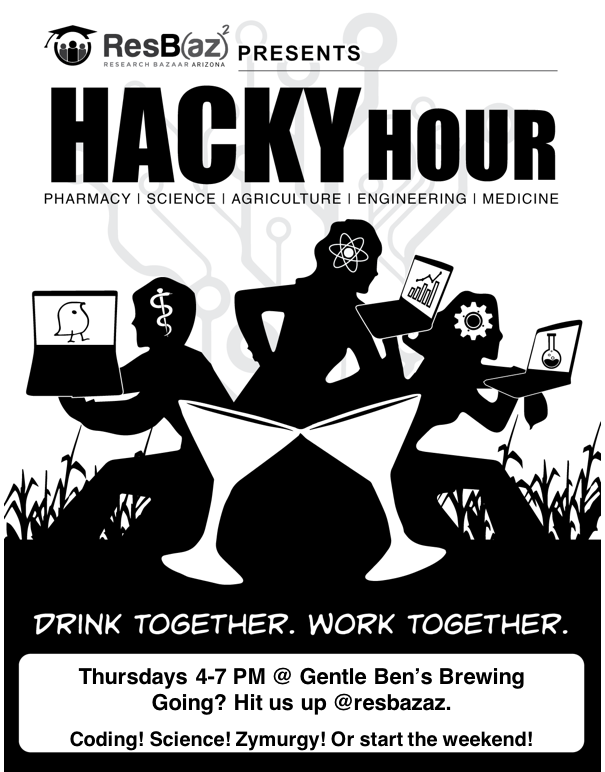 ResB(az)²
RESEARCH BAZAAR ARIZONA
PRESENTS
HACKY HOUR
PHARMACY | SCIENCE | AGRICULTURE | ENGINEERING | MEDICINE
DRINK TOGETHER. WORK TOGETHER.
Thursdays 4-7 PM @ Gentle Ben's Brewing
Going? Hit us up @resbazaz.
Coding! Science! Zymurgy! Or start the weekend!